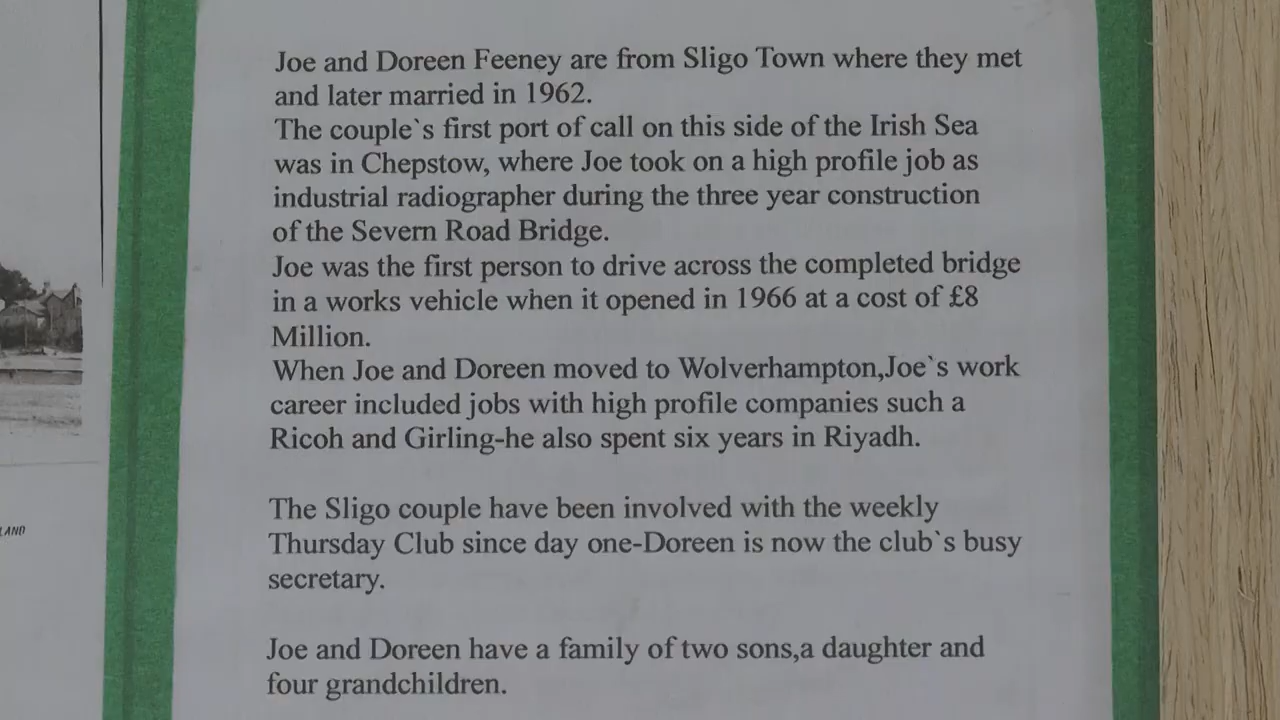 Joe and Doreen Feeney are from Sligo Town where they met
and later married in 1962.
The couple`s first port of call on this side of the Irish Sea
was in Chepstow, where Joe took on a high profile job as
industrial radiographer during the three year construction
of the Severn Road Bridge.
Joe was the first person to drive across the completed bridge
in a works vehicle when it opened in 1966 at a cost of £8
Million.
When Joe and Doreen moved to Wolverhampton,Joe`s work
career included jobs with high profile companies such a
Ricoh and Girling-he also spent six years in Riyadh.
The Sligo couple have been involved with the weekly
Thursday Club since day one-Doreen is now the club`s busy
secretary.
Joe and Doreen have a family of two sons,a daughter and
four grandchildren.
LAND